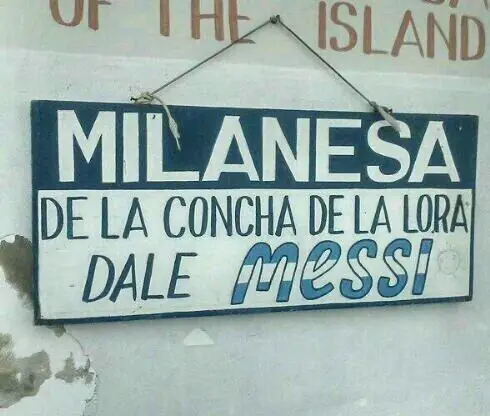 OF THE ISLAND
MILANESA
DE LA CONCHA DE LA LORA
DALE MESSI